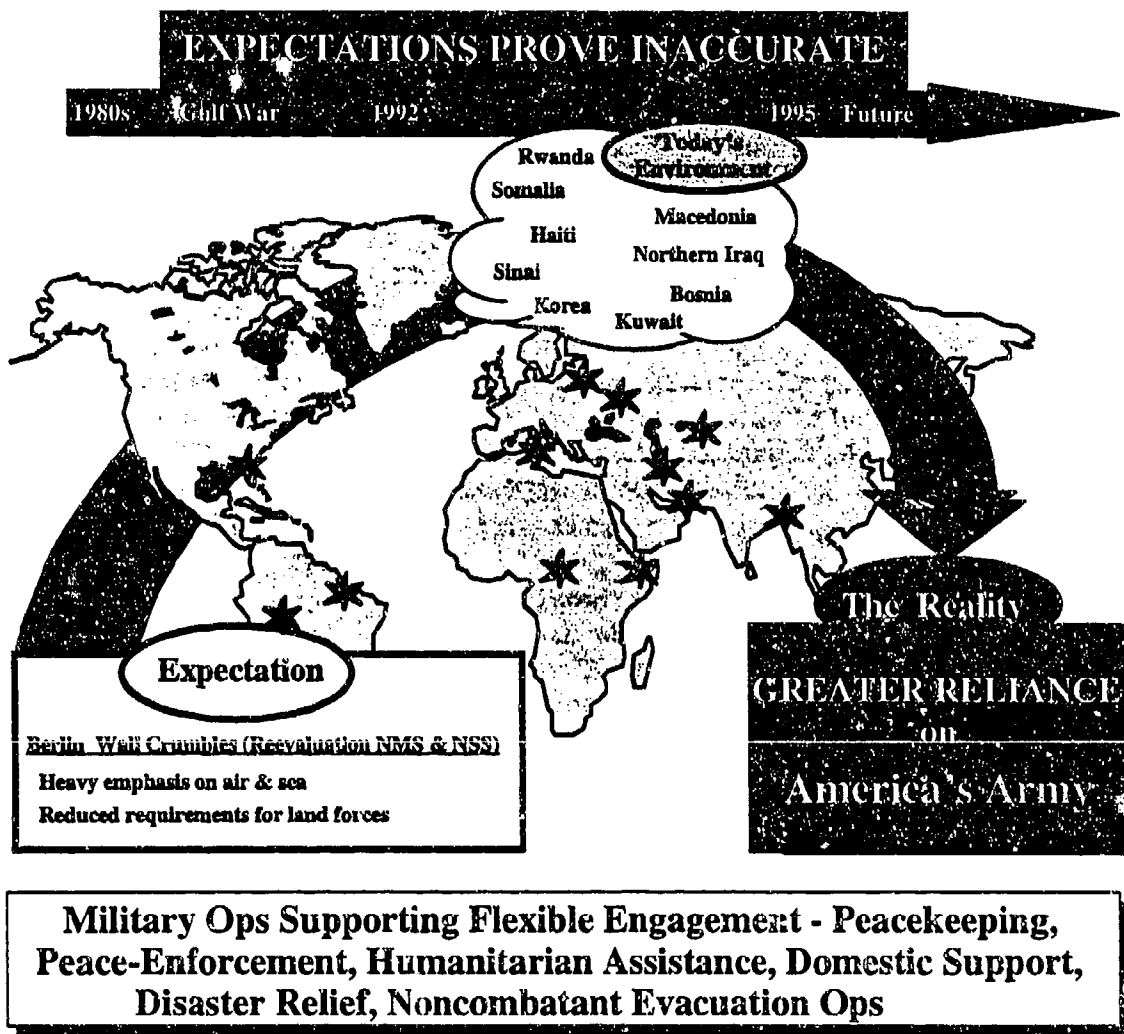 EXPECTATIONS PROVE INACCURATE
1980s Gulf War 1992 1995 Future
Today's
Environment
Rwanda
Somalia
Macedonia
Haiti
Northern Iraq
Sinai
Bosnia
Korea
Kuwait
The Reality
Expectation
GREATER RELIANCE
on
America's Army
Berlin Wall Crumbles (Reevaluation NMS & NSS)
Heavy emphasis on air & sea
Reduced requirements for land forces
Military Ops Supporting Flexible Engagement - Peacekeeping,
Peace-Enforcement, Humanitarian Assistance, Domestic Support,
Disaster Relief, Noncombatant Evacuation Ops